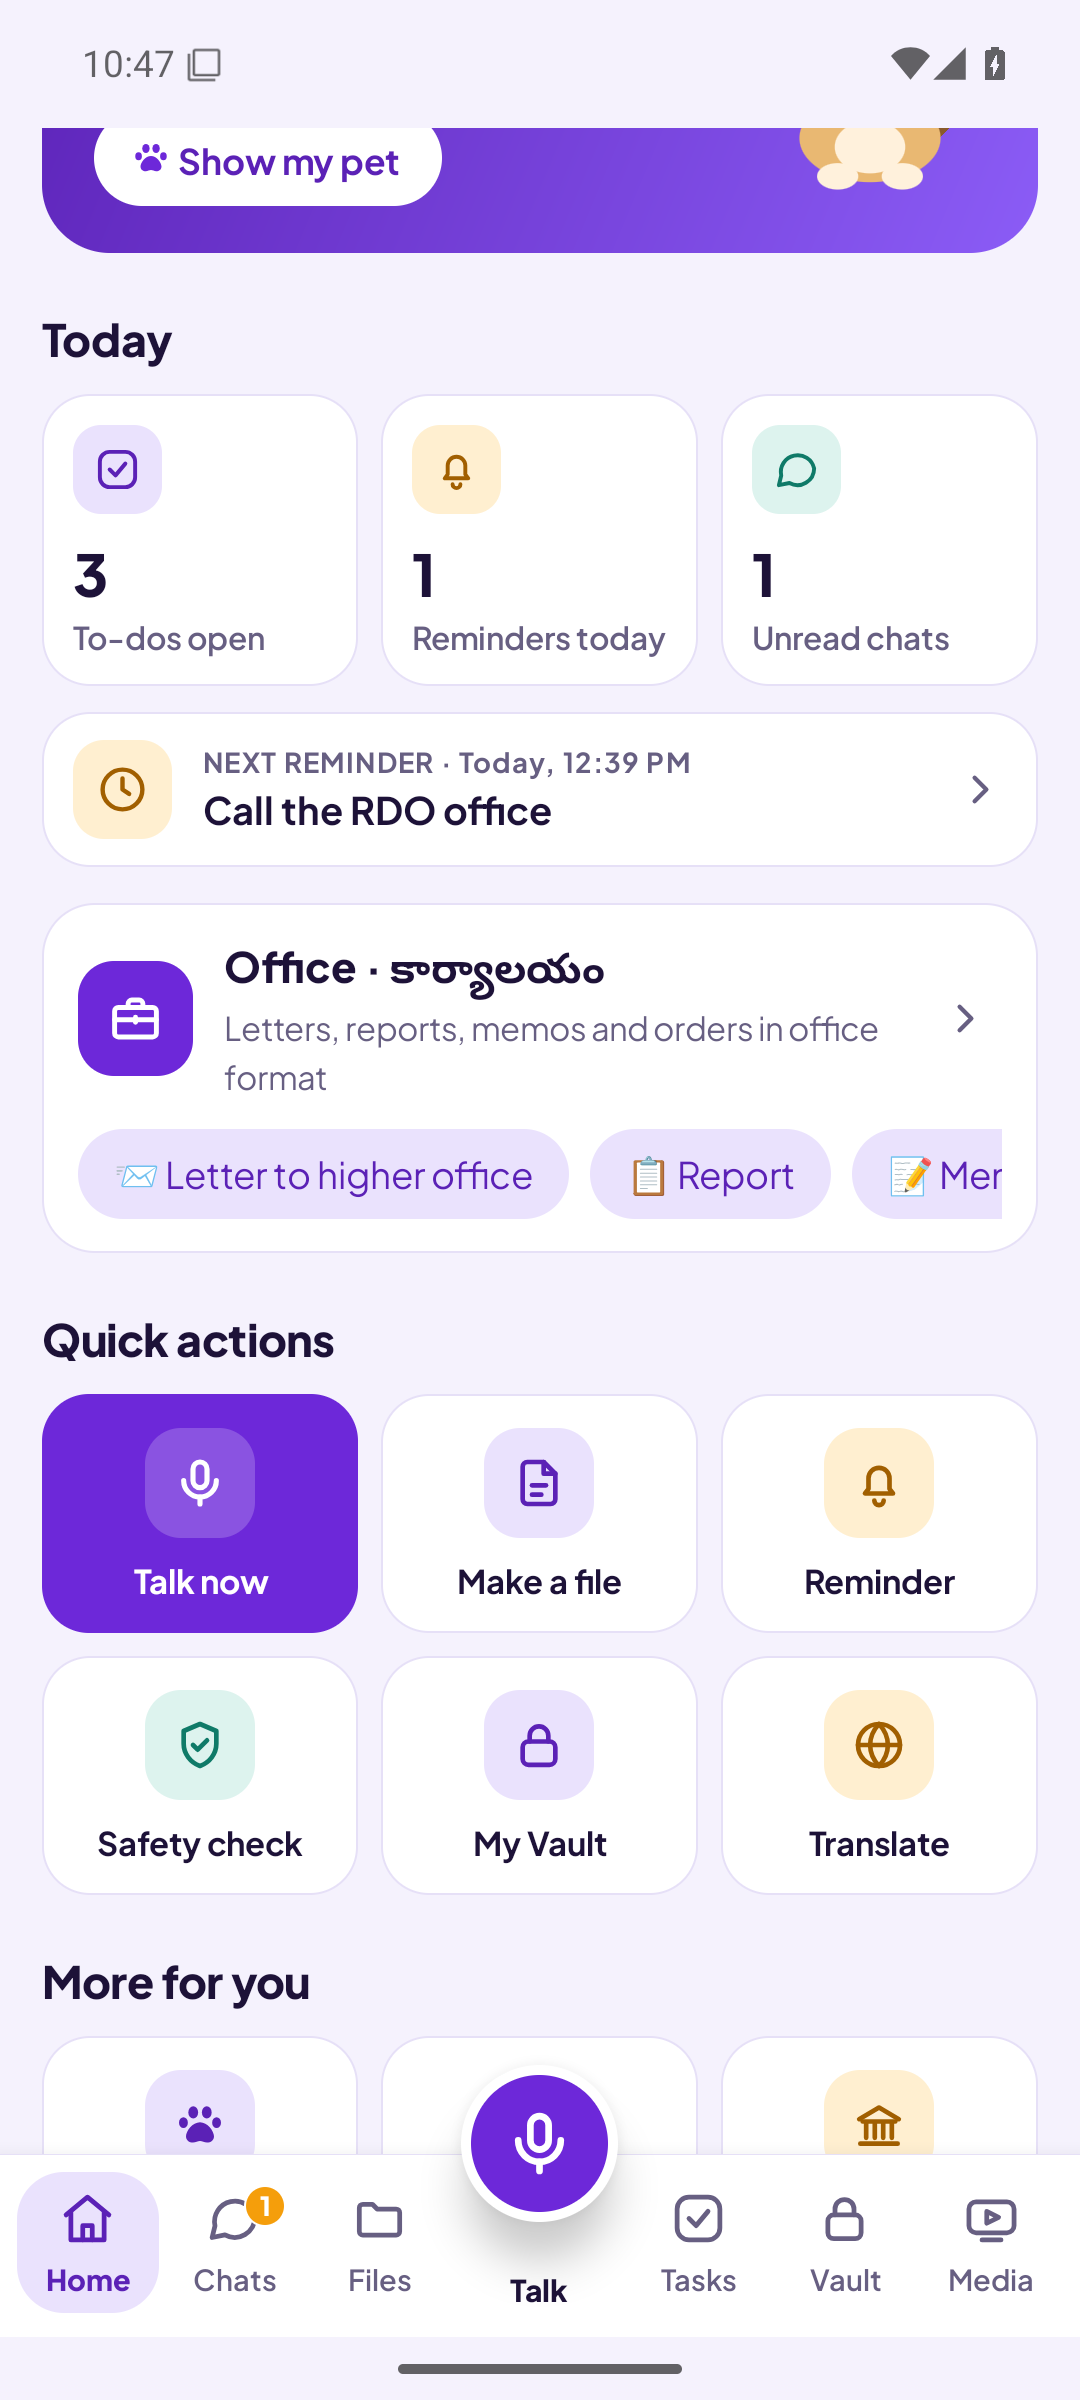 10:47
Show my pet
Today
3
To-dos open
1
Reminders today
1
Unread chats
NEXT REMINDER · Today, 12:39 PM
Call the RDO office
Office · కార్యాలయం
Letters, reports, memos and orders in office
format
📨 Letter to higher office
📋 Report
📝 Mer
Quick actions
Talk now
Make a file
Reminder
Safety check
My Vault
Translate
More for you
1
Home
Chats
Files
Talk
Tasks
Vault
Media